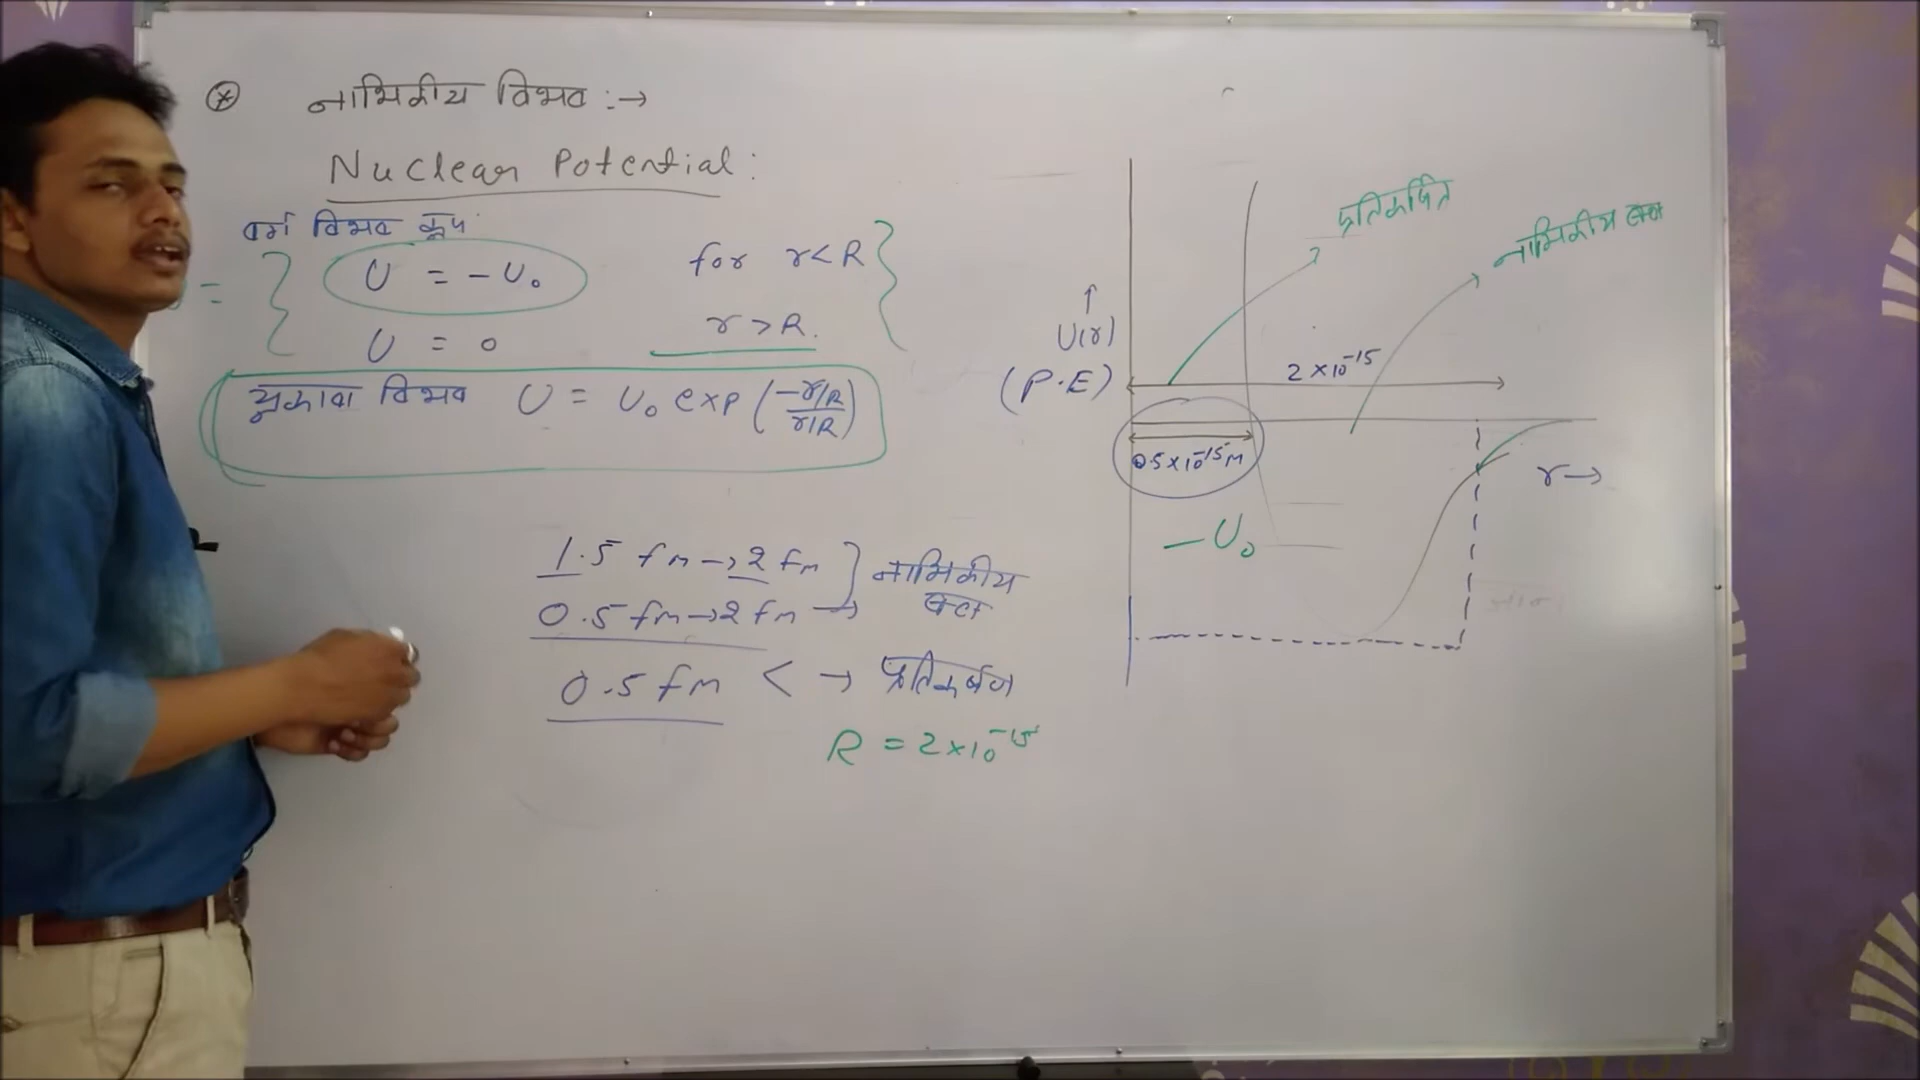 ⊛ नाभिकीय विभव :→
Nuclear Potential :
वर्ग विभव कूप
= { U = -U₀ for r<R }
U = 0 r > R.
युकावा विभव U = U₀ exp (-r/R / r/R)
1.5 fm → 2 fm } नाभिकीय
0.5 fm → 2 fm → बल
0.5 fm < → प्रतिकर्षण
R = 2×10⁻¹⁵
प्रतिकर्षित
नाभिकीय बल
↑
U(r)
(P.E)
2×10⁻¹⁵
0.5×10⁻¹⁵M
r→
-U₀